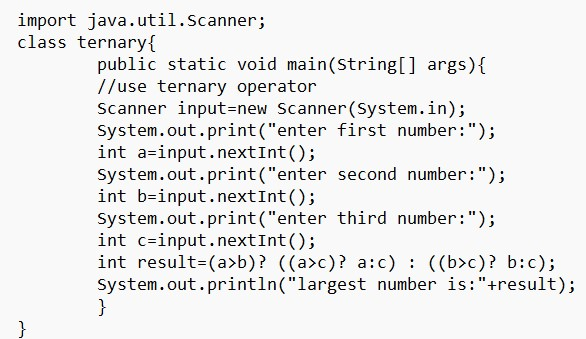 import java.util.Scanner;
class ternary{
        public static void main(String[] args){
        //use ternary operator
        Scanner input=new Scanner(System.in);
        System.out.print("enter first number:");
        int a=input.nextInt();
        System.out.print("enter second number:");
        int b=input.nextInt();
        System.out.print("enter third number:");
        int c=input.nextInt();
        int result=(a>b)? ((a>c)? a:c) : ((b>c)? b:c);
        System.out.println("largest number is:"+result);
        }
}